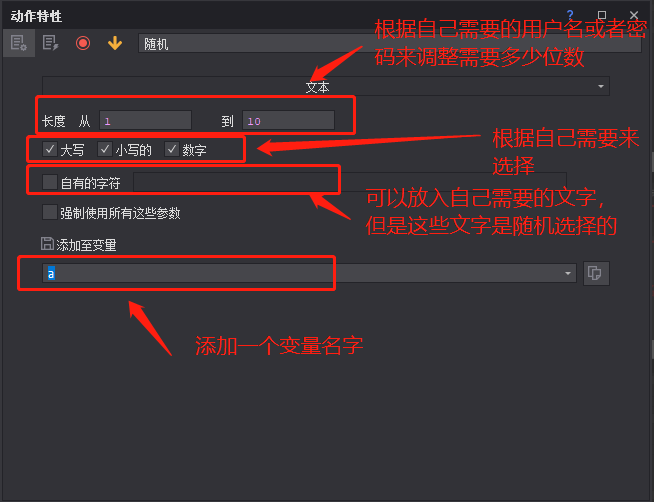 动作特性
?
随机
根据自己需要的用户名或者密
码来调整需要多少位数
文本
长度 从 1 到 10
大写 小写的 数字
根据自己需要来
选择
自有的字符
可以放入自己需要的文字，
但是这些文字是随机选择的
强制使用所有这些参数
添加至变量
a
添加一个变量名字